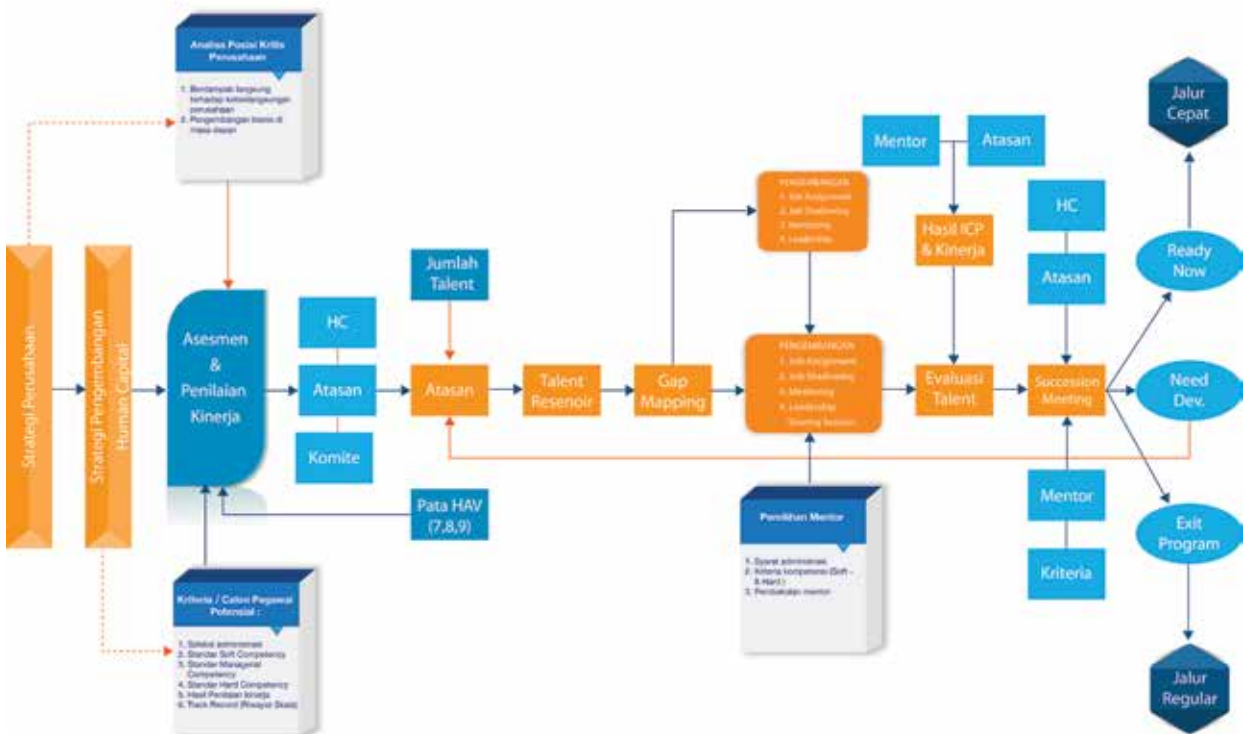 Strategi Perusahaan
Strategi Pengembangan
Human Capital
Analisa Posisi Kritis
Perusahaan
1. Berdampak langsung
terhadap keberlangsungan
perusahaan
2. Pengembangan bisnis di
masa depan
Asesmen
&
Penilaian
Kinerja
Kriteria / Calon Pegawai
Potensial :
1. Seleksi administrasi
2. Standar Soft Competency
3. Standar Managerial
Competency
4. Standar Hard Competency
5. Hasil Penilaian kinerja
6. Track Record (Riwayat
HC
Atasan
Komite
Pata HAV
(7,8,9)
Jumlah
Talent
Atasan
Talent
Resenoir
Gap
Mapping
PENGEMBANGAN
1. Job Assignment
2. Job Shadowing
3. Mentoring
4. Leadership
PENGEMBANGAN
1. Job Assignment
2. Job Shadowing
3. Mentoring
4. Leadership
Sharing Session
Pemilihan Mentor
1. Syarat administrasi
2. Kriteria kompetensi (Soft –
& Hard )
3. Pembekalan mentor
Mentor
Atasan
Hasil ICP
& Kinerja
Evaluasi
Talent
HC
Atasan
Succession
Meeting
Mentor
Kriteria
Jalur
Cepat
Ready
Now
Need
Dev.
Exit
Program
Jalur
Regular